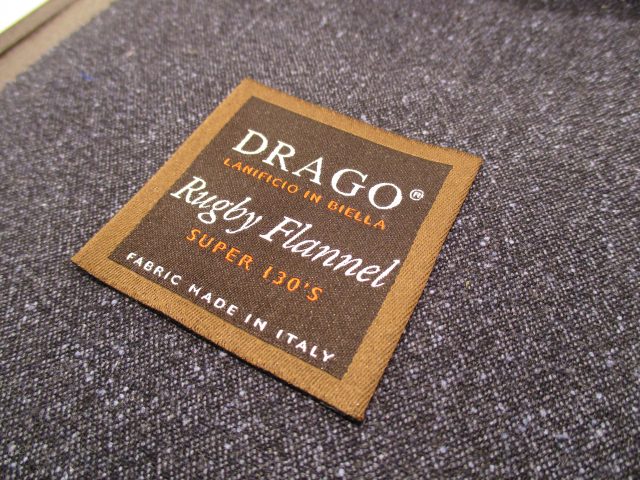 DRAGO®
LANIFICIO IN BIELLA
Rugby Flannel
SUPER 130'S
FABRIC MADE IN ITALY